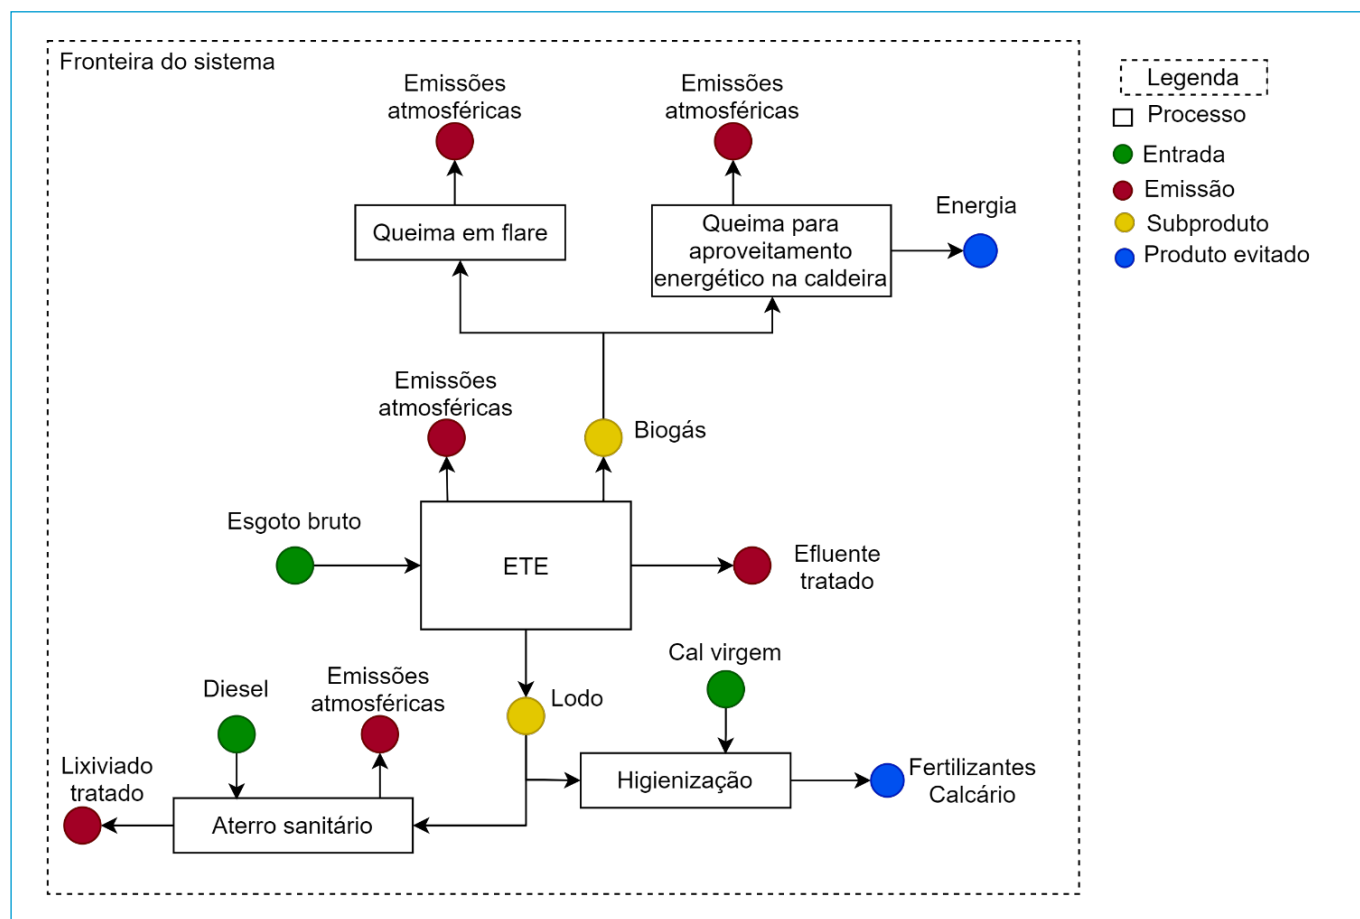 Fronteira do sistema
Emissões
atmosféricas
Emissões
atmosféricas
Queima em flare
Queima para
aproveitamento
energético na caldeira
Energia
Emissões
atmosféricas
Biogás
Esgoto bruto
ETE
Efluente
tratado
Cal virgem
Diesel
Emissões
atmosféricas
Lodo
Lixiviado
tratado
Aterro sanitário
Higienização
Fertilizantes
Calcário
Legenda
Processo
Entrada
Emissão
Subproduto
Produto evitado